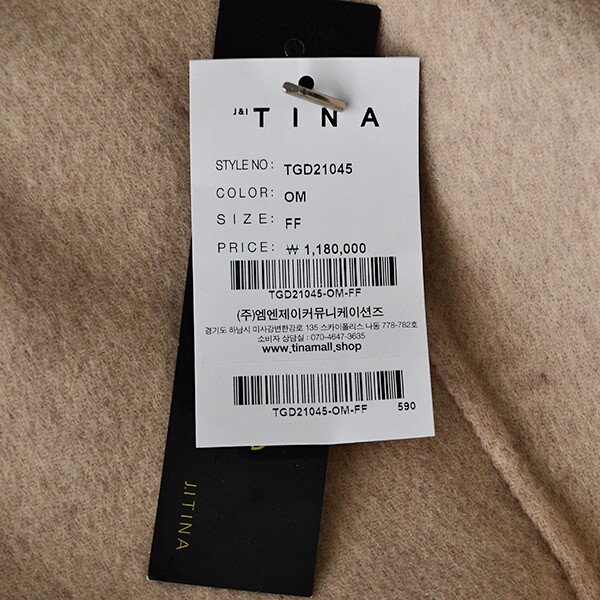 J&I TINA
STYLE NO: TGD21045
COLOR: OM
SIZE: FF
PRICE: ₩ 1,180,000
TGD21045-OM-FF
(주)엠엔제이커뮤니케이션즈
경기도 하남시 미사강변한강로 135 스카이폴리스 나동 778-782호
소비자 상담실 : 070-4647-3635
www.tinamall.shop
TGD21045-OM-FF 590
J.ITINA